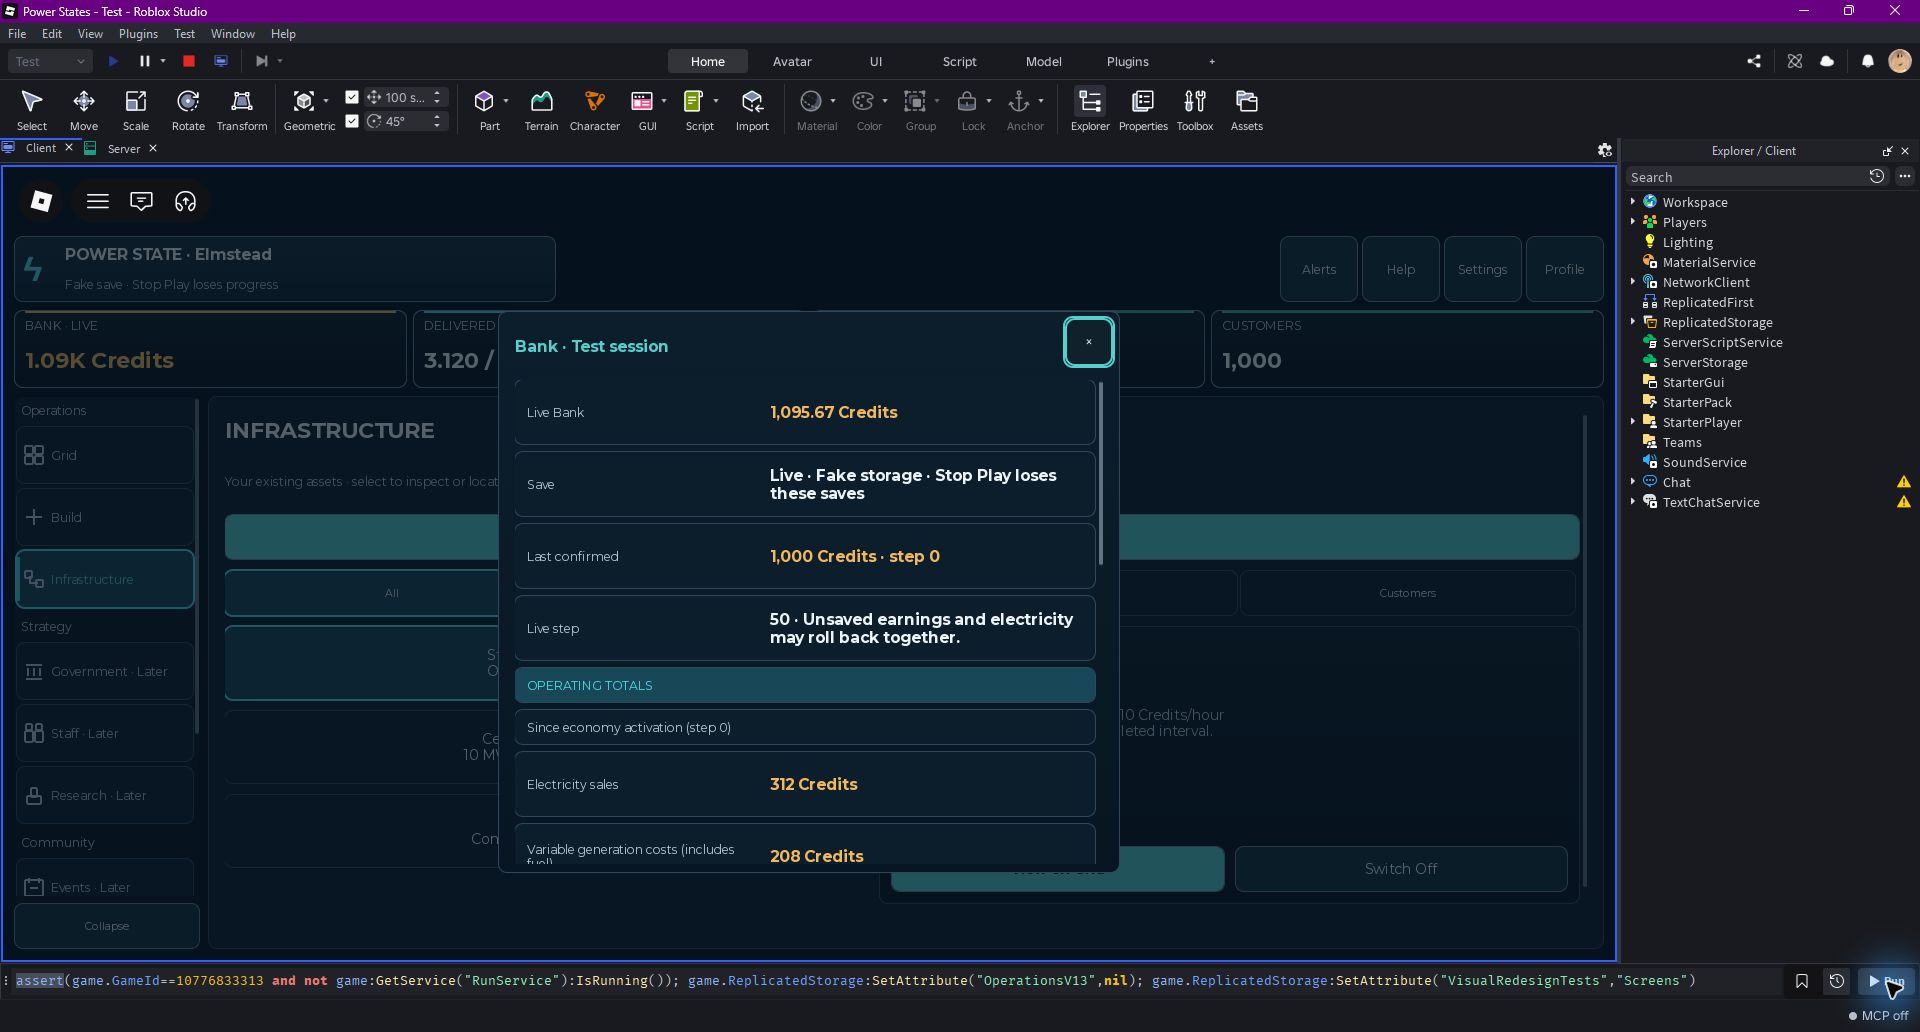 Power States - Test - Roblox Studio
File Edit View Plugins Test Window Help
Test
Home Avatar UI Script Model Plugins +
Select Move Scale Rotate Transform Geometric
100 s...
45°
Part Terrain Character GUI Script Import Material Color Group Lock Anchor Explorer Properties Toolbox Assets
Client Server
Explorer / Client
Search
Workspace
Players
Lighting
MaterialService
NetworkClient
ReplicatedFirst
ReplicatedStorage
ServerScriptService
ServerStorage
StarterGui
StarterPack
StarterPlayer
Teams
SoundService
Chat
TextChatService
POWER STATE · Elmstead
Fake save · Stop Play loses progress
Alerts Help Settings Profile
BANK · LIVE
1.09K Credits
DELIVERED
3.120 /
CUSTOMERS
1,000
Operations
Grid
Build
Infrastructure
Strategy
Government · Later
Staff · Later
Research · Later
Community
Events · Later
Collapse
INFRASTRUCTURE
Your existing assets · select to inspect or locat
All
Customers
10 Credits/hour
leted interval.
Switch Off
Bank · Test session
×
Live Bank
1,095.67 Credits
Save
Live · Fake storage · Stop Play loses
these saves
Last confirmed
1,000 Credits · step 0
Live step
50 · Unsaved earnings and electricity
may roll back together.
OPERATING TOTALS
Since economy activation (step 0)
Electricity sales
312 Credits
Variable generation costs (includes
fuel)
208 Credits
assert(game.GameId==10776833313 and not game:GetService("RunService"):IsRunning()); game.ReplicatedStorage:SetAttribute("OperationsV13",nil); game.ReplicatedStorage:SetAttribute("VisualRedesignTests","Screens")
Run
MCP off